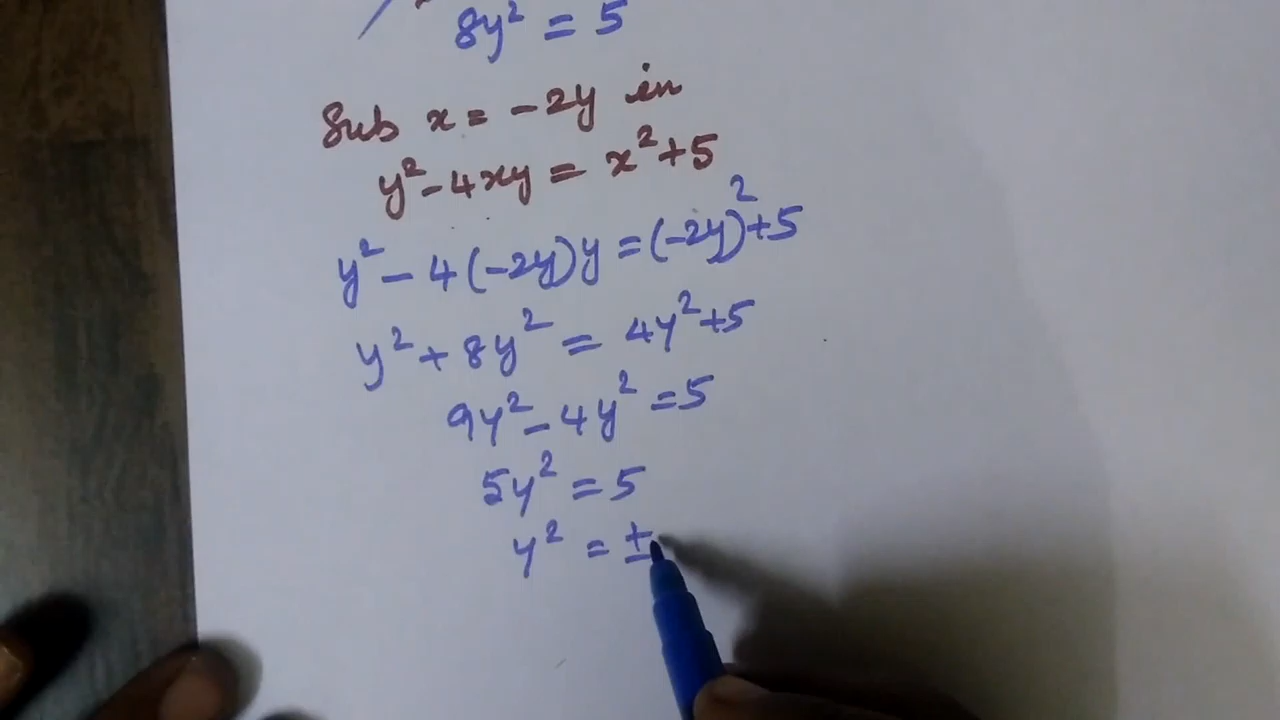 8y² = 5
Sub x = -2y in
y² - 4xy = x² + 5
y² - 4(-2y)y = (-2y)² + 5
y² + 8y² = 4y² + 5
9y² - 4y² = 5
5y² = 5
y² = ±